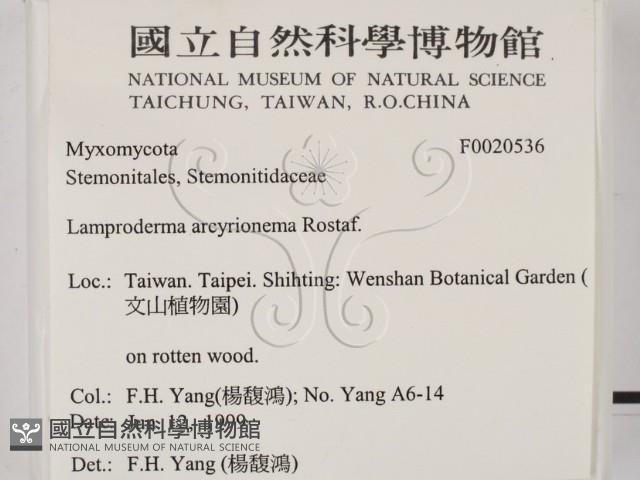 國立自然科學博物館
NATIONAL MUSEUM OF NATURAL SCIENCE
TAICHUNG, TAIWAN, R.O.CHINA
Myxomycota F0020536
Stemonitales, Stemonitidaceae
Lamproderma arcyrionema Rostaf.
Loc.: Taiwan. Taipei. Shihting: Wenshan Botanical Garden (
文山植物園)
on rotten wood.
Col.: F.H. Yang(楊馥鴻); No. Yang A6-14
Date: 12, 1999
國立自然科學博物館
NATIONAL MUSEUM OF NATURAL SCIENCE
Det.: F.H. Yang (楊馥鴻)